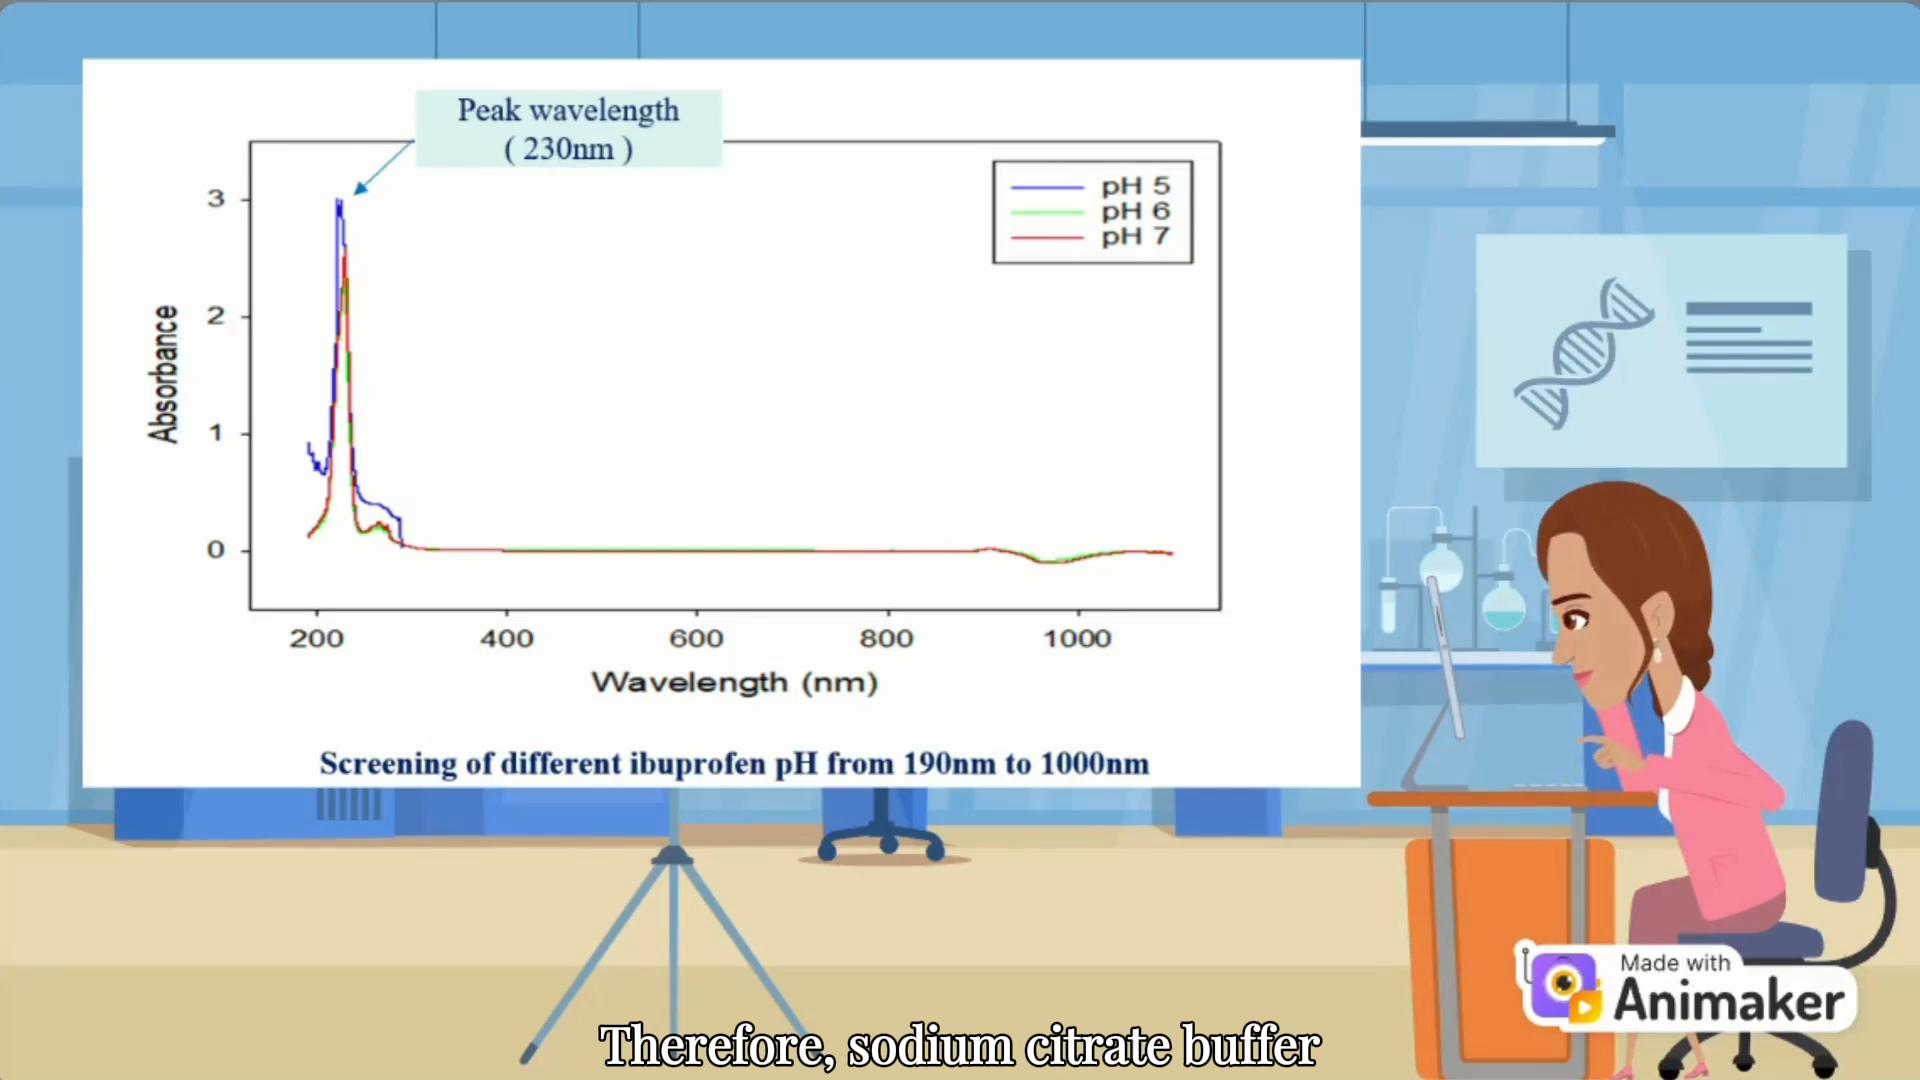 Peak wavelength
( 230nm )
pH 5
pH 6
pH 7
3
2
1
0
Absorbance
200 400 600 800 1000
Wavelength (nm)
Screening of different ibuprofen pH from 190nm to 1000nm
Made with
Animaker
Therefore, sodium citrate buffer